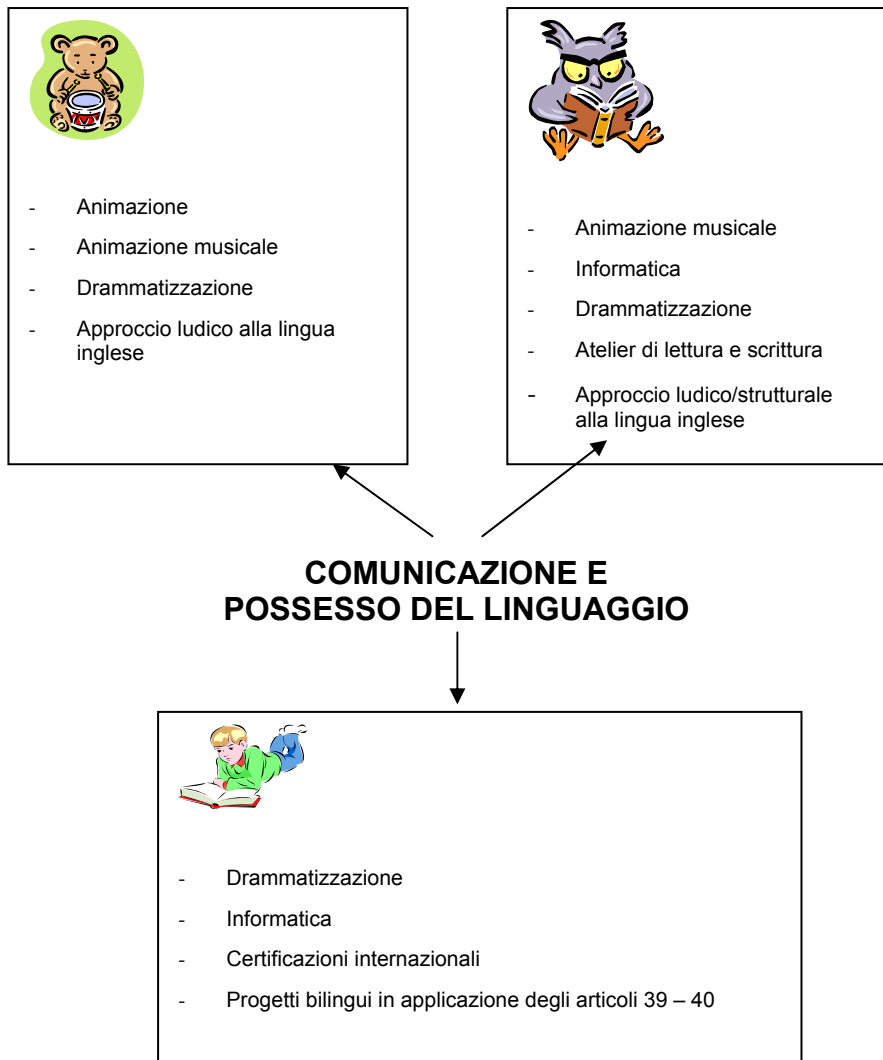 - Animazione
- Animazione musicale
- Drammatizzazione
- Approccio ludico alla lingua
inglese
- Animazione musicale
- Informatica
- Drammatizzazione
- Atelier di lettura e scrittura
- Approccio ludico/strutturale
alla lingua inglese
COMUNICAZIONE E
POSSESSO DEL LINGUAGGIO
- Drammatizzazione
- Informatica
- Certificazioni internazionali
- Progetti bilingui in applicazione degli articoli 39 – 40